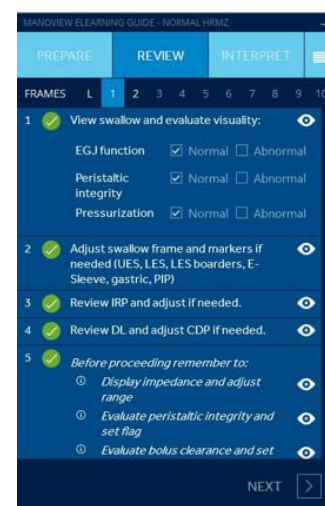 MANOVIEW ELEARNING GUIDE - NORMAL HRMZ
PREPARE REVIEW INTERPRET
FRAMES L 1 2 3 4 5 6 7 8 9 10
1 View swallow and evaluate visuality:
EGJ function Normal Abnormal
Peristaltic Normal Abnormal
integrity
Pressurization Normal Abnormal
2 Adjust swallow frame and markers if
needed (UES, LES, LES boarders, E-
Sleeve, gastric, PIP)
3 Review IRP and adjust if needed.
4 Review DL and adjust CDP if needed.
5 Before proceeding remember to:
Display impedance and adjust
range
Evaluate peristaltic integrity and
set flag
Evaluate bolus clearance and set
NEXT